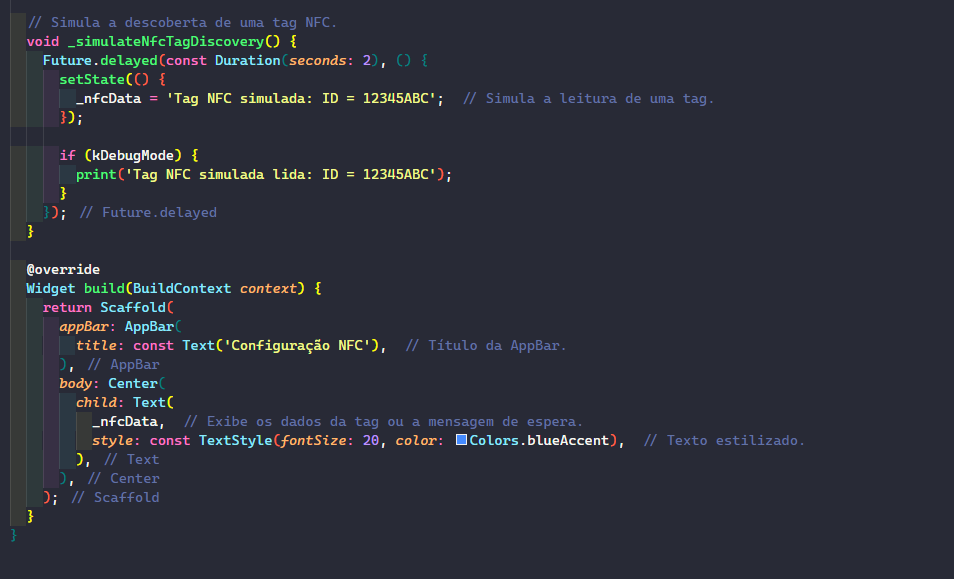 // Simula a descoberta de uma tag NFC.
void _simulateNfcTagDiscovery() {
Future.delayed(const Duration(seconds: 2), () {
setState(() {
_nfcData = 'Tag NFC simulada: ID = 12345ABC'; // Simula a leitura de uma tag.
});
if (kDebugMode) {
print('Tag NFC simulada lida: ID = 12345ABC');
}
}); // Future.delayed
}
@override
Widget build(BuildContext context) {
return Scaffold(
appBar: AppBar(
title: const Text('Configuração NFC'), // Título da AppBar.
), // AppBar
body: Center(
child: Text(
_nfcData, // Exibe os dados da tag ou a mensagem de espera.
style: const TextStyle(fontSize: 20, color: Colors.blueAccent), // Texto estilizado.
), // Text
), // Center
); // Scaffold
}
}